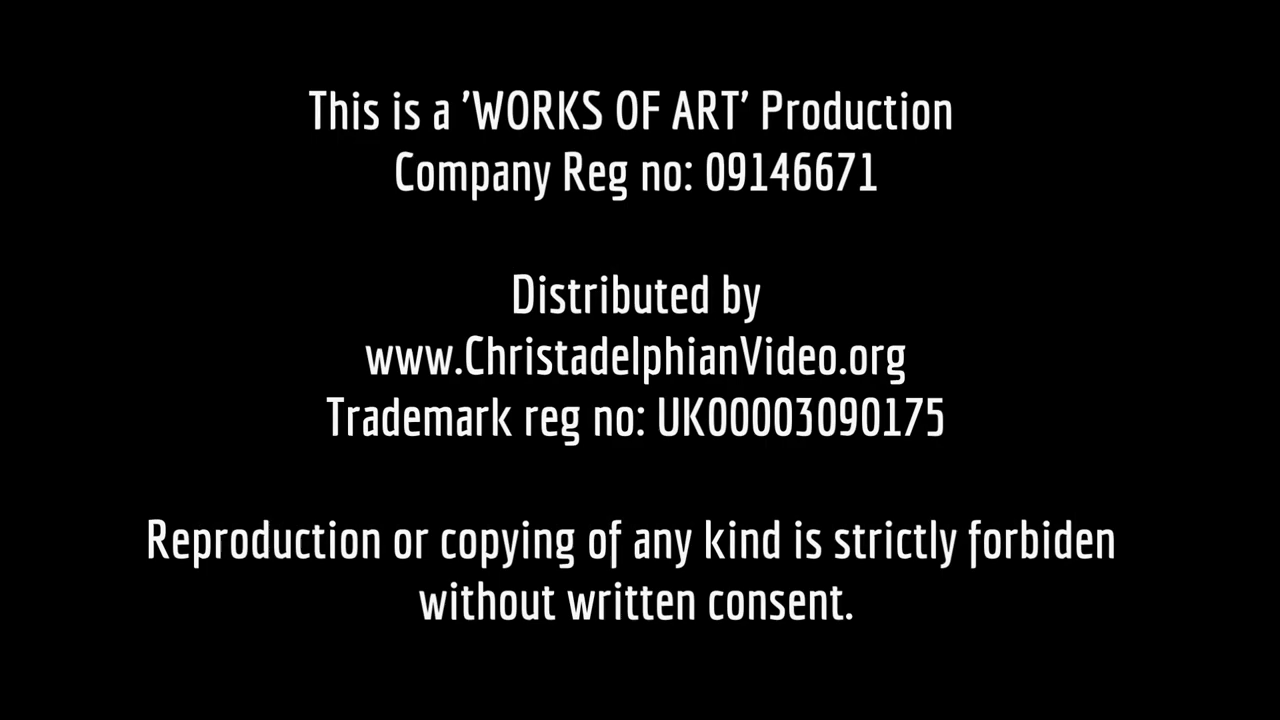 This is a 'WORKS OF ART' Production
Company Reg no: 09146671
Distributed by
www.ChristadelphianVideo.org
Trademark reg no: UK00003090175
Reproduction or copying of any kind is strictly forbiden
without written consent.